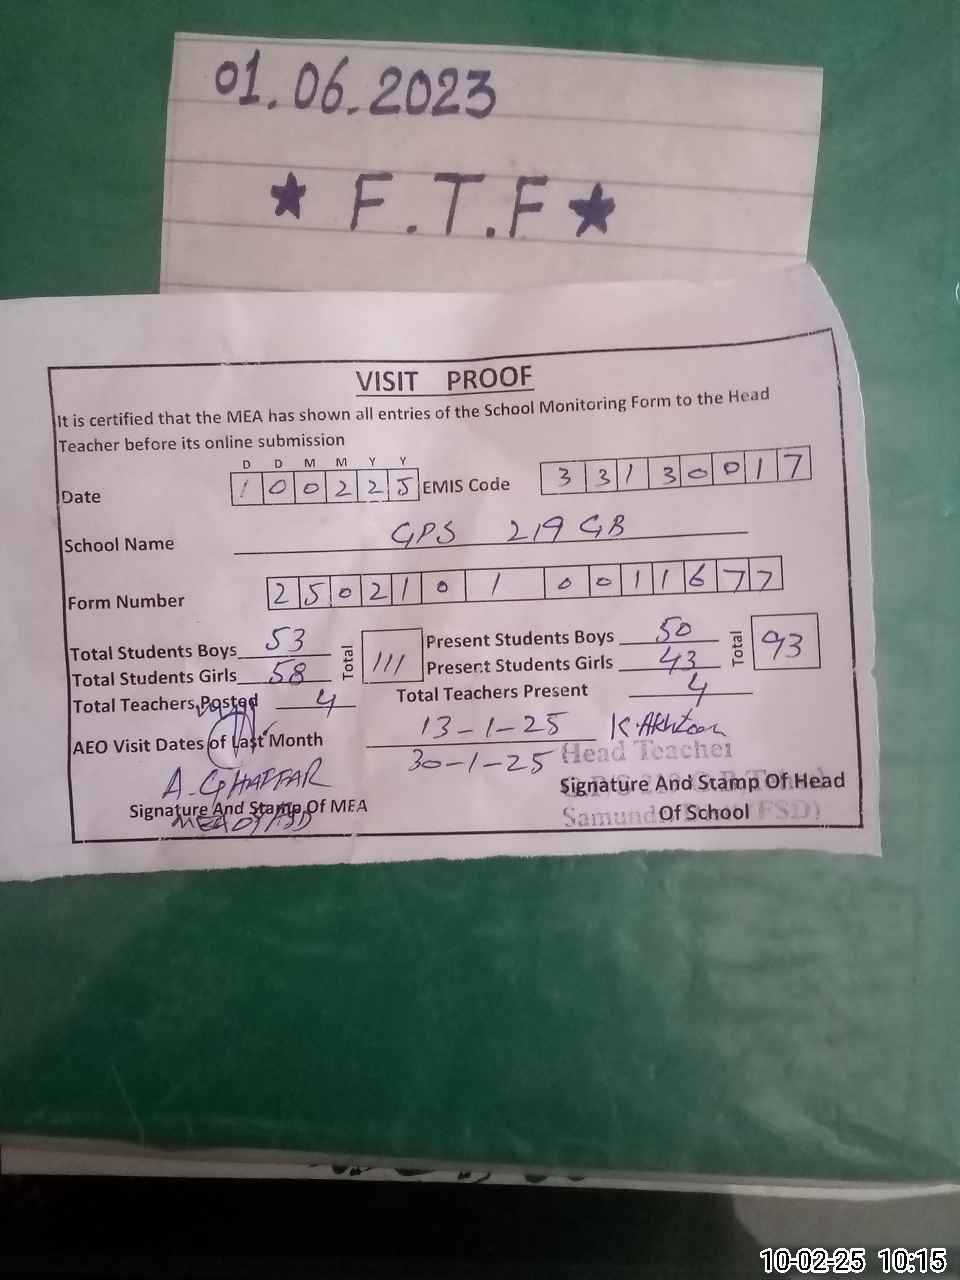 01.06.2023
★ F.T.F ★
VISIT PROOF
It is certified that the MEA has shown all entries of the School Monitoring Form to the Head
Teacher before its online submission
D D M M Y Y
Date 1 0 0 2 2 5 EMIS Code 3 3 1 3 0 0 1 7
School Name GPS 219 GB
Form Number 2 5 0 2 1 0 1 0 0 1 1 6 7 7
Total Students Boys 53 Total 111 Present Students Boys 50 Total 93
Total Students Girls 58 Present Students Girls 43
Total Teachers Posted 4 Total Teachers Present 4
AEO Visit Dates of Last Month 13-1-25 K.Akhtar
30-1-25 Head Teacher
A.GHAFFAR
Signature And Stamp Of MEA Signature And Stamp Of Head
Of School
Samund (FSD)
10-02-25 10:15